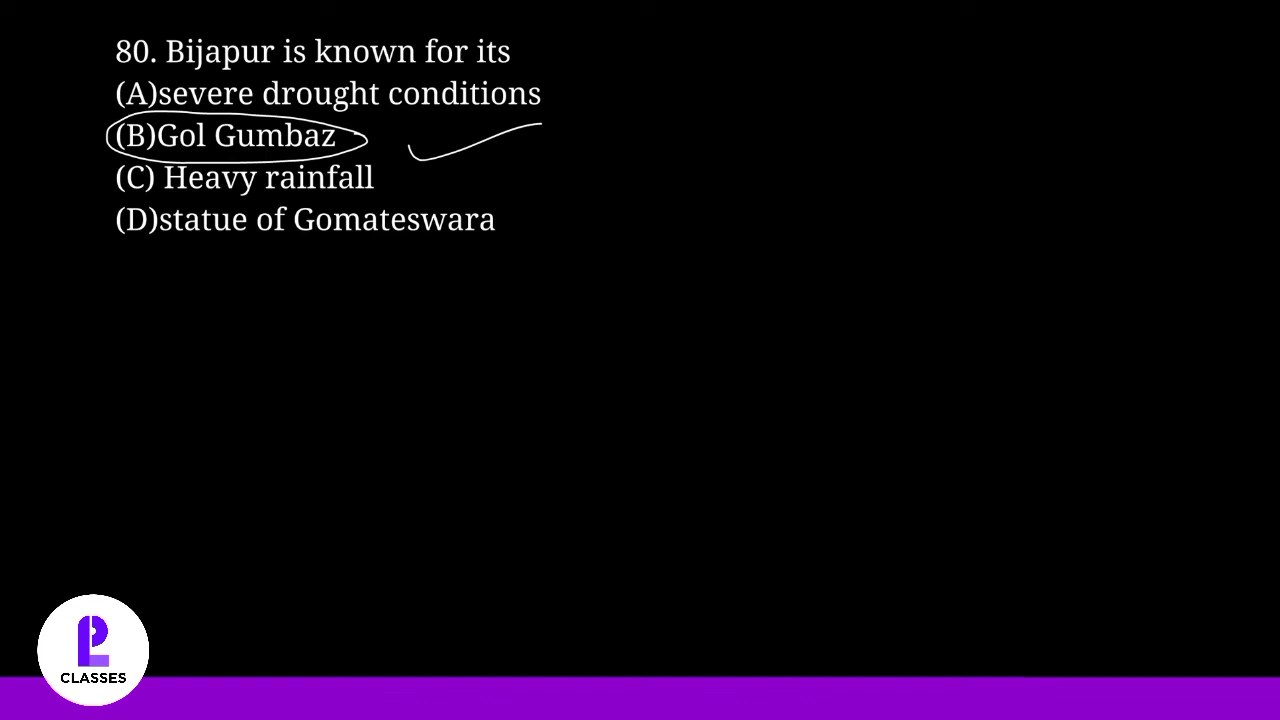 80. Bijapur is known for its
(A)severe drought conditions
(B)Gol Gumbaz
(C) Heavy rainfall
(D)statue of Gomateswara
CLASSES